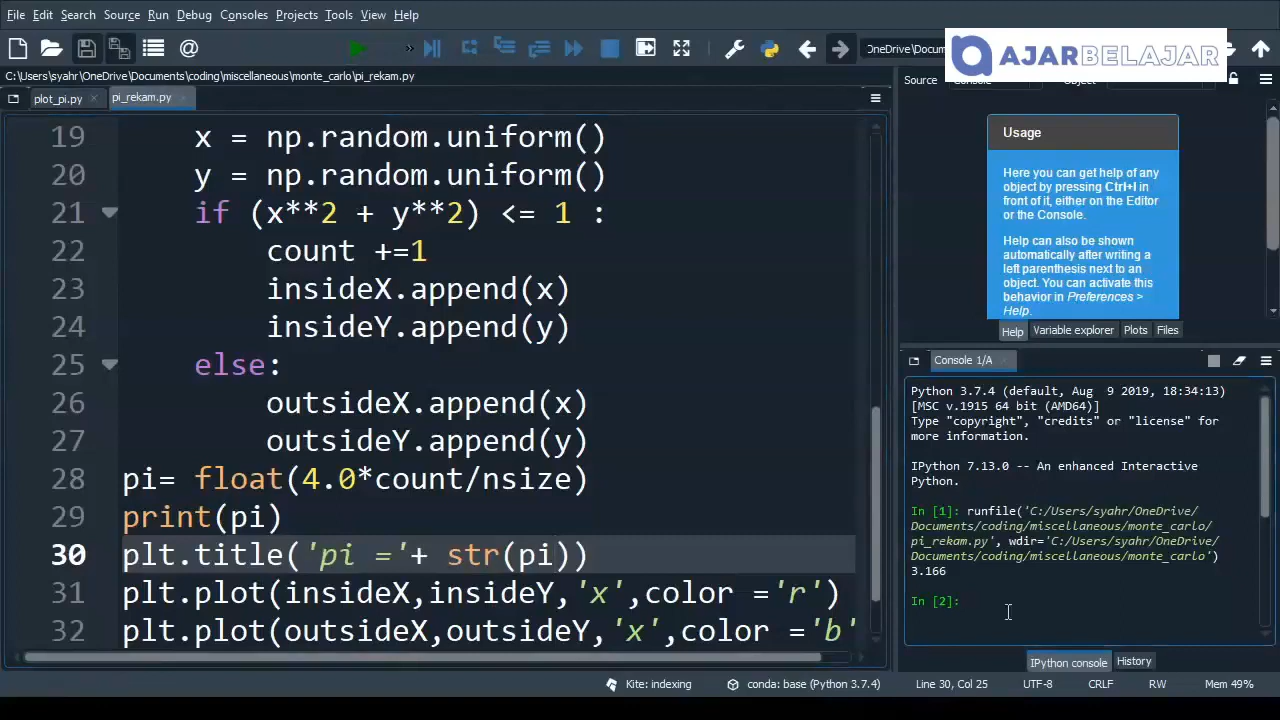 File Edit Search Source Run Debug Consoles Projects Tools View Help
AJARBELAJAR
C:\Users\syahr\OneDrive\Documents\coding\miscellaneous\monte_carlo\pi_rekam.py
Source Console Object
plot_pi.py
pi_rekam.py
19 x = np.random.uniform()
20 y = np.random.uniform()
21 if (x**2 + y**2) <= 1 :
22 count +=1
23 insideX.append(x)
24 insideY.append(y)
25 else:
26 outsideX.append(x)
27 outsideY.append(y)
28 pi= float(4.0*count/nsize)
29 print(pi)
30 plt.title('pi ='+ str(pi))
31 plt.plot(insideX,insideY,'x',color ='r')
32 plt.plot(outsideX,outsideY,'x',color ='b'
Usage
Here you can get help of any
object by pressing Ctrl+I in
front of it, either on the Editor
or the Console.
Help can also be shown
automatically after writing a
left parenthesis next to an
object. You can activate this
behavior in Preferences >
Help.
Help Variable explorer Plots Files
Console 1/A
Python 3.7.4 (default, Aug 9 2019, 18:34:13)
[MSC v.1915 64 bit (AMD64)]
Type "copyright", "credits" or "license" for
more information.
IPython 7.13.0 -- An enhanced Interactive
Python.
In [1]: runfile('C:/Users/syahr/OneDrive/
Documents/coding/miscellaneous/monte_carlo/
pi_rekam.py', wdir='C:/Users/syahr/OneDrive/
Documents/coding/miscellaneous/monte_carlo')
3.166
In [2]:
IPython console History
Kite: indexing conda: base (Python 3.7.4) Line 30, Col 25 UTF-8 CRLF RW Mem 49%